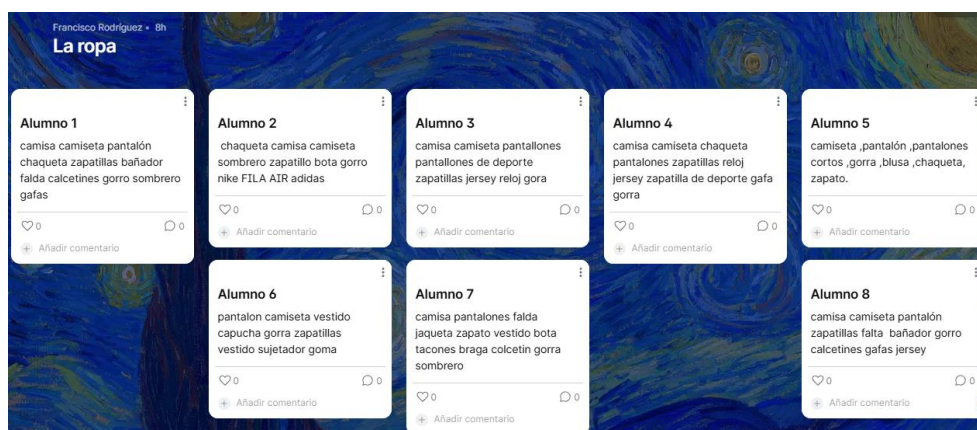 Francisco Rodríguez • 8h
La ropa
Alumno 1
camisa camiseta pantalón
chaqueta zapatillas bañador
falda calcetines gorro sombrero
gafas
0 0
Añadir comentario
Alumno 2
chaqueta camisa camiseta
sombrero zapatillo bota gorro
nike FILA AIR adidas
0 0
Añadir comentario
Alumno 3
camisa camiseta pantallones
pantallones de deporte
zapatillas jersey reloj gora
0 0
Añadir comentario
Alumno 4
camisa camiseta chaqueta
pantalones zapatillas reloj
jersey zapatilla de deporte gafa
gorra
0 0
Añadir comentario
Alumno 5
camiseta ,pantalón ,pantalones
cortos ,gorra ,blusa ,chaqueta,
zapato.
0 0
Añadir comentario
Alumno 6
pantalon camiseta vestido
capucha gorra zapatillas
vestido sujetador goma
0 0
Añadir comentario
Alumno 7
camisa pantalones falda
jaqueta zapato vestido bota
tacones braga colcetin gorra
sombrero
0 0
Añadir comentario
Alumno 8
camisa camiseta pantalón
zapatillas falta bañador gorro
calcetines gafas jersey
0 0
Añadir comentario